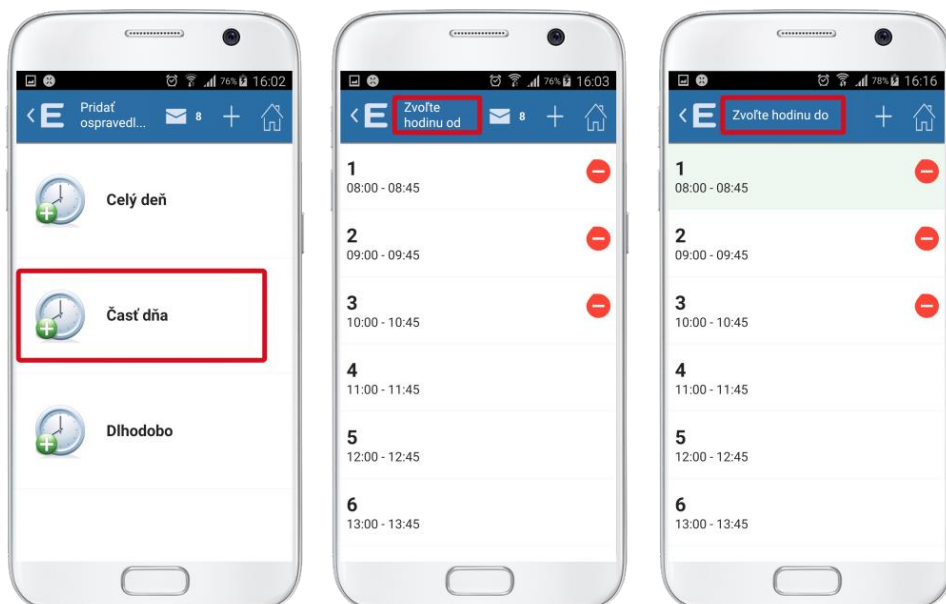 76% 16:02
E Pridať
ospravedl... 8
Celý deň
Časť dňa
Dlhodobo
76% 16:03
E Zvoľte
hodinu od 8
1
08:00 - 08:45
2
09:00 - 09:45
3
10:00 - 10:45
4
11:00 - 11:45
5
12:00 - 12:45
6
13:00 - 13:45
78% 16:16
E Zvoľte hodinu do
1
08:00 - 08:45
2
09:00 - 09:45
3
10:00 - 10:45
4
11:00 - 11:45
5
12:00 - 12:45
6
13:00 - 13:45